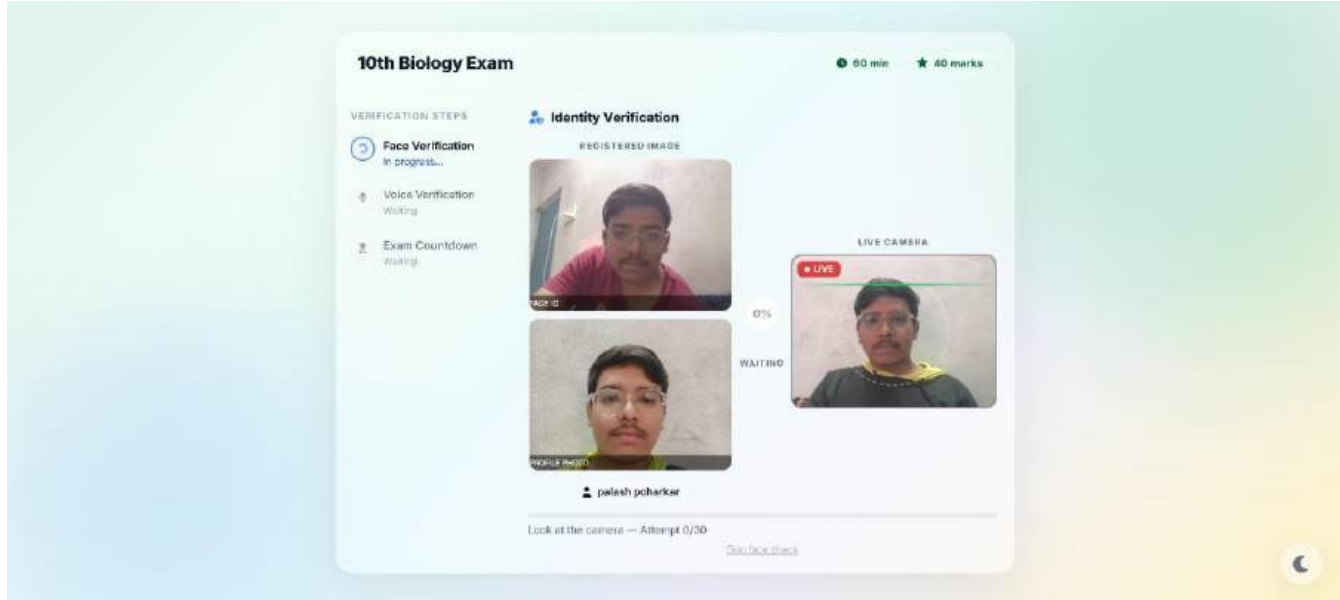 10th Biology Exam
60 min
40 marks
VERIFICATION STEPS
Face Verification
In progress...
Voice Verification
Waiting
Exam Countdown
Waiting
Identity Verification
REGISTERED IMAGE
FACE ID
PROFILE PHOTO
palash poharkar
0%
WAITING
LIVE CAMERA
LIVE
Look at the camera — Attempt 0/30
Skip face check